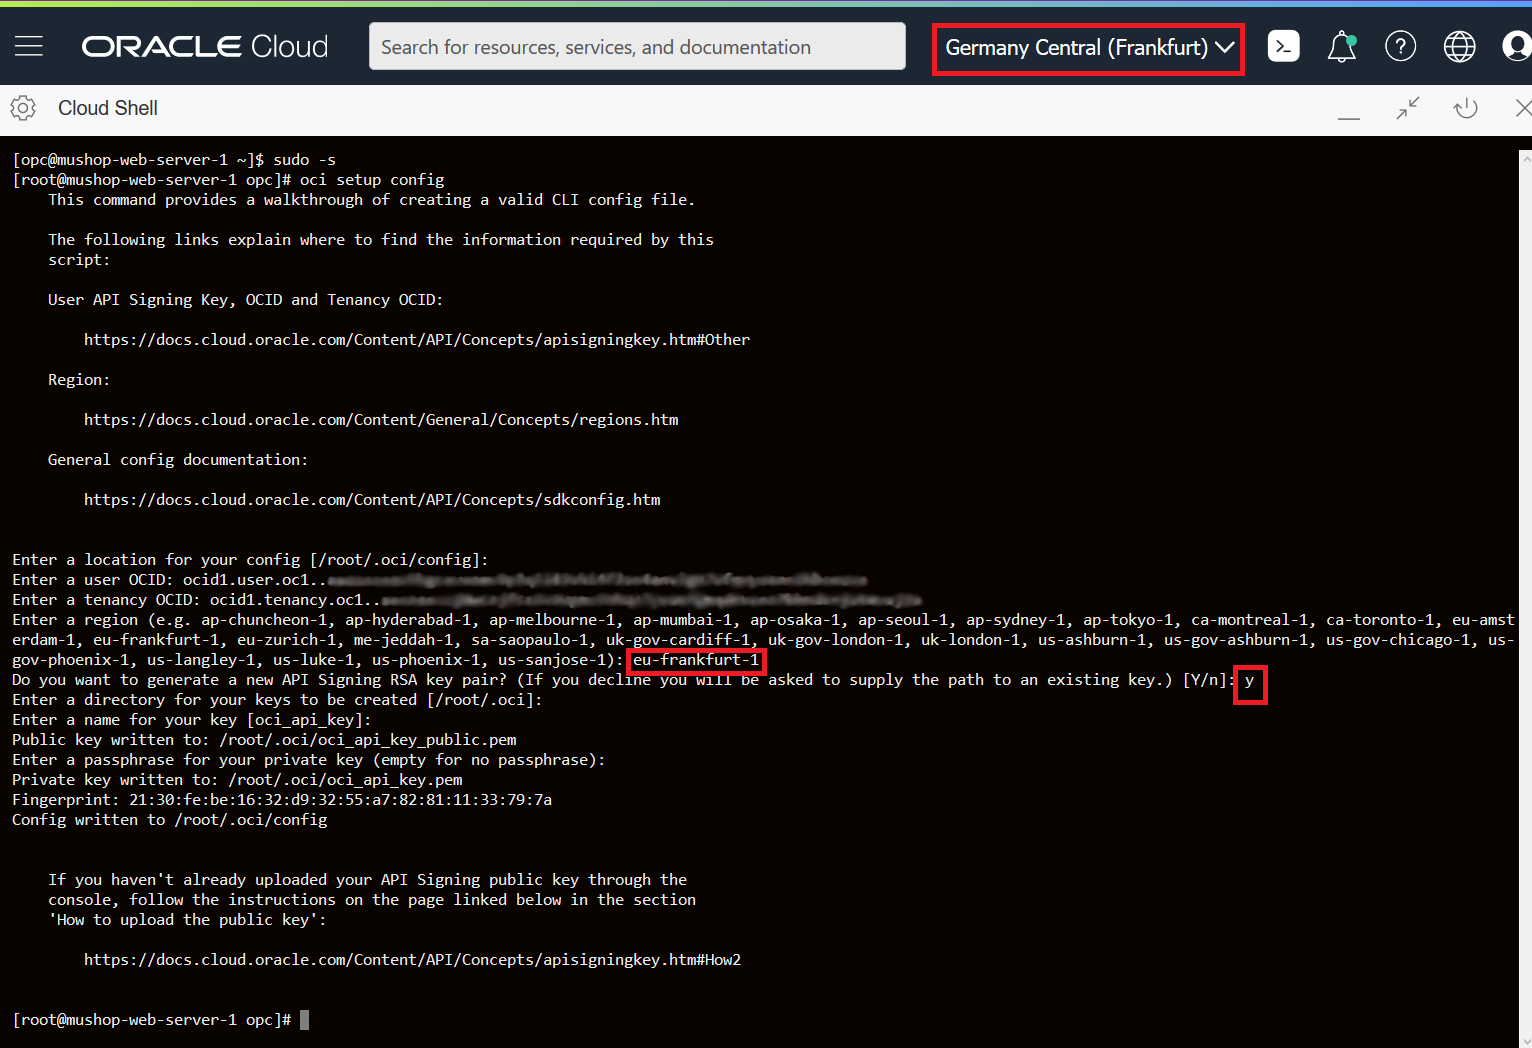 ORACLE Cloud
Search for resources, services, and documentation
Germany Central (Frankfurt)
Cloud Shell
[opc@mushop-web-server-1 ~]$ sudo -s
[root@mushop-web-server-1 opc]# oci setup config
This command provides a walkthrough of creating a valid CLI config file.
The following links explain where to find the information required by this
script:
User API Signing Key, OCID and Tenancy OCID:
https://docs.cloud.oracle.com/Content/API/Concepts/apisigningkey.htm#Other
Region:
https://docs.cloud.oracle.com/Content/General/Concepts/regions.htm
General config documentation:
https://docs.cloud.oracle.com/Content/API/Concepts/sdkconfig.htm
Enter a location for your config [/root/.oci/config]:
Enter a user OCID: ocid1.user.oc1..
Enter a tenancy OCID: ocid1.tenancy.oc1..
Enter a region (e.g. ap-chuncheon-1, ap-hyderabad-1, ap-melbourne-1, ap-mumbai-1, ap-osaka-1, ap-seoul-1, ap-sydney-1, ap-tokyo-1, ca-montreal-1, ca-toronto-1, eu-amst
erdam-1, eu-frankfurt-1, eu-zurich-1, me-jeddah-1, sa-saopaulo-1, uk-gov-cardiff-1, uk-gov-london-1, uk-london-1, us-ashburn-1, us-gov-ashburn-1, us-gov-chicago-1, us-
gov-phoenix-1, us-langley-1, us-luke-1, us-phoenix-1, us-sanjose-1): eu-frankfurt-1
Do you want to generate a new API Signing RSA key pair? (If you decline you will be asked to supply the path to an existing key.) [Y/n]: y
Enter a directory for your keys to be created [/root/.oci]:
Enter a name for your key [oci_api_key]:
Public key written to: /root/.oci/oci_api_key_public.pem
Enter a passphrase for your private key (empty for no passphrase):
Private key written to: /root/.oci/oci_api_key.pem
Fingerprint: 21:30:fe:be:16:32:d9:32:55:a7:82:81:11:33:79:7a
Config written to /root/.oci/config
If you haven't already uploaded your API Signing public key through the
console, follow the instructions on the page linked below in the section
'How to upload the public key':
https://docs.cloud.oracle.com/Content/API/Concepts/apisigningkey.htm#How2
[root@mushop-web-server-1 opc]#